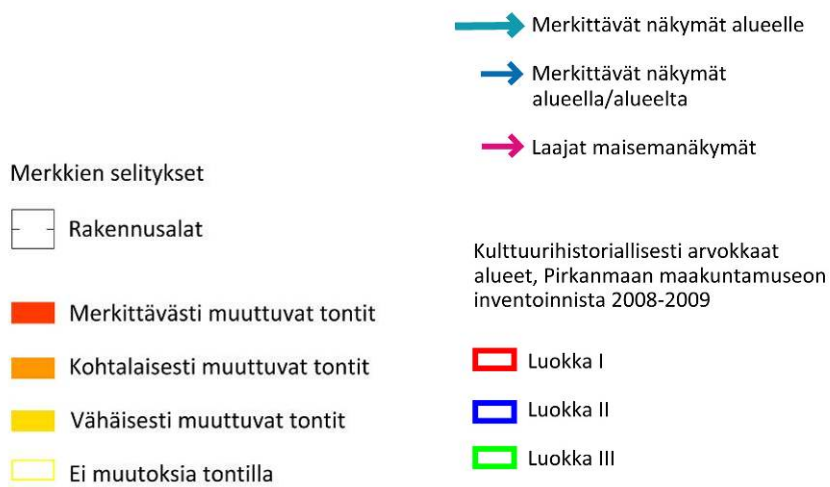 Merkittävät näkymät alueelle
Merkittävät näkymät
alueella/alueelta
Laajat maisemanäkymät
Merkkien selitykset
Rakennusalat
Merkittävästi muuttuvat tontit
Kohtalaisesti muuttuvat tontit
Vähäisesti muuttuvat tontit
Ei muutoksia tontilla
Kulttuurihistoriallisesti arvokkaat
alueet, Pirkanmaan maakuntamuseon
inventoinnista 2008-2009
Luokka I
Luokka II
Luokka III